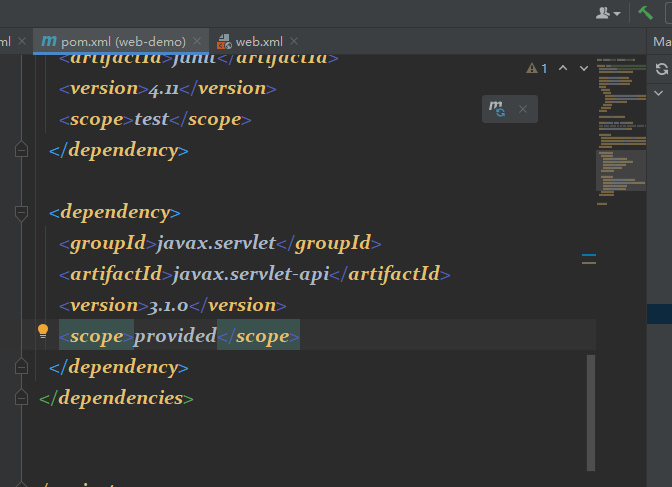 ml
pom.xml (web-demo)
web.xml
Ma
<artifactId>junit</artifactId>
1
<version>4.11</version>
m
<scope>test</scope>
</dependency>
<dependency>
<groupId>javax.servlet</groupId>
<artifactId>javax.servlet-api</artifactId>
<version>3.1.0</version>
<scope>provided</scope>
</dependency>
</dependencies>